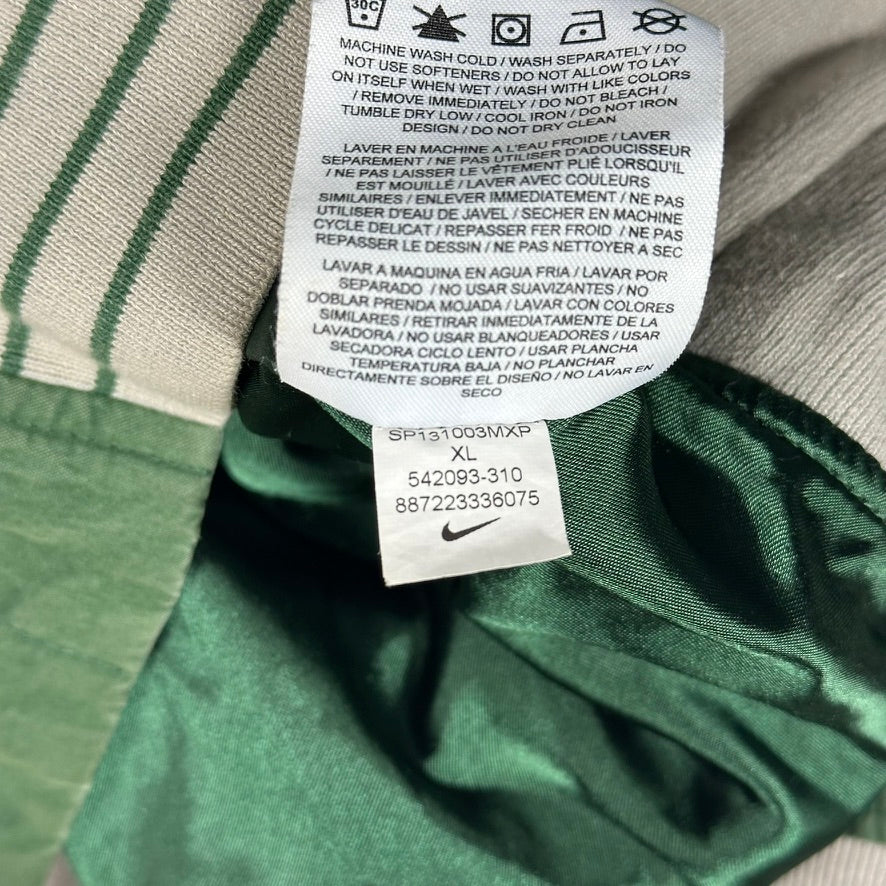 30C
MACHINE WASH COLD / WASH SEPARATELY / DO
NOT USE SOFTENERS / DO NOT ALLOW TO LAY
ON ITSELF WHEN WET / WASH WITH LIKE COLORS
/ REMOVE IMMEDIATELY / DO NOT BLEACH /
TUMBLE DRY LOW / COOL IRON / DO NOT IRON
DESIGN / DO NOT DRY CLEAN
LAVER EN MACHINE A L'EAU FROIDE / LAVER
SEPAREMENT / NE PAS UTILISER D'ADOUCISSEUR
/ NE PAS LAISSER LE VÊTEMENT PLIÉ LORSQU'IL
EST MOUILLÉ / LAVER AVEC COULEURS
SIMILAIRES / ENLEVER IMMEDIATEMENT / NE PAS
UTILISER D'EAU DE JAVEL / SECHER EN MACHINE
CYCLE DELICAT / REPASSER FER FROID / NE PAS
REPASSER LE DESSIN / NE PAS NETTOYER A SEC
LAVAR A MAQUINA EN AGUA FRIA / LAVAR POR
SEPARADO / NO USAR SUAVIZANTES / NO
DOBLAR PRENDA MOJADA / LAVAR CON COLORES
SIMILARES / RETIRAR INMEDIATAMENTE DE LA
LAVADORA / NO USAR BLANQUEADORES / USAR
SECADORA CICLO LENTO / USAR PLANCHA
TEMPERATURA BAJA / NO PLANCHAR
DIRECTAMENTE SOBRE EL DISEÑO / NO LAVAR EN
SECO
SP131003MXP
XL
542093-310
887223336075